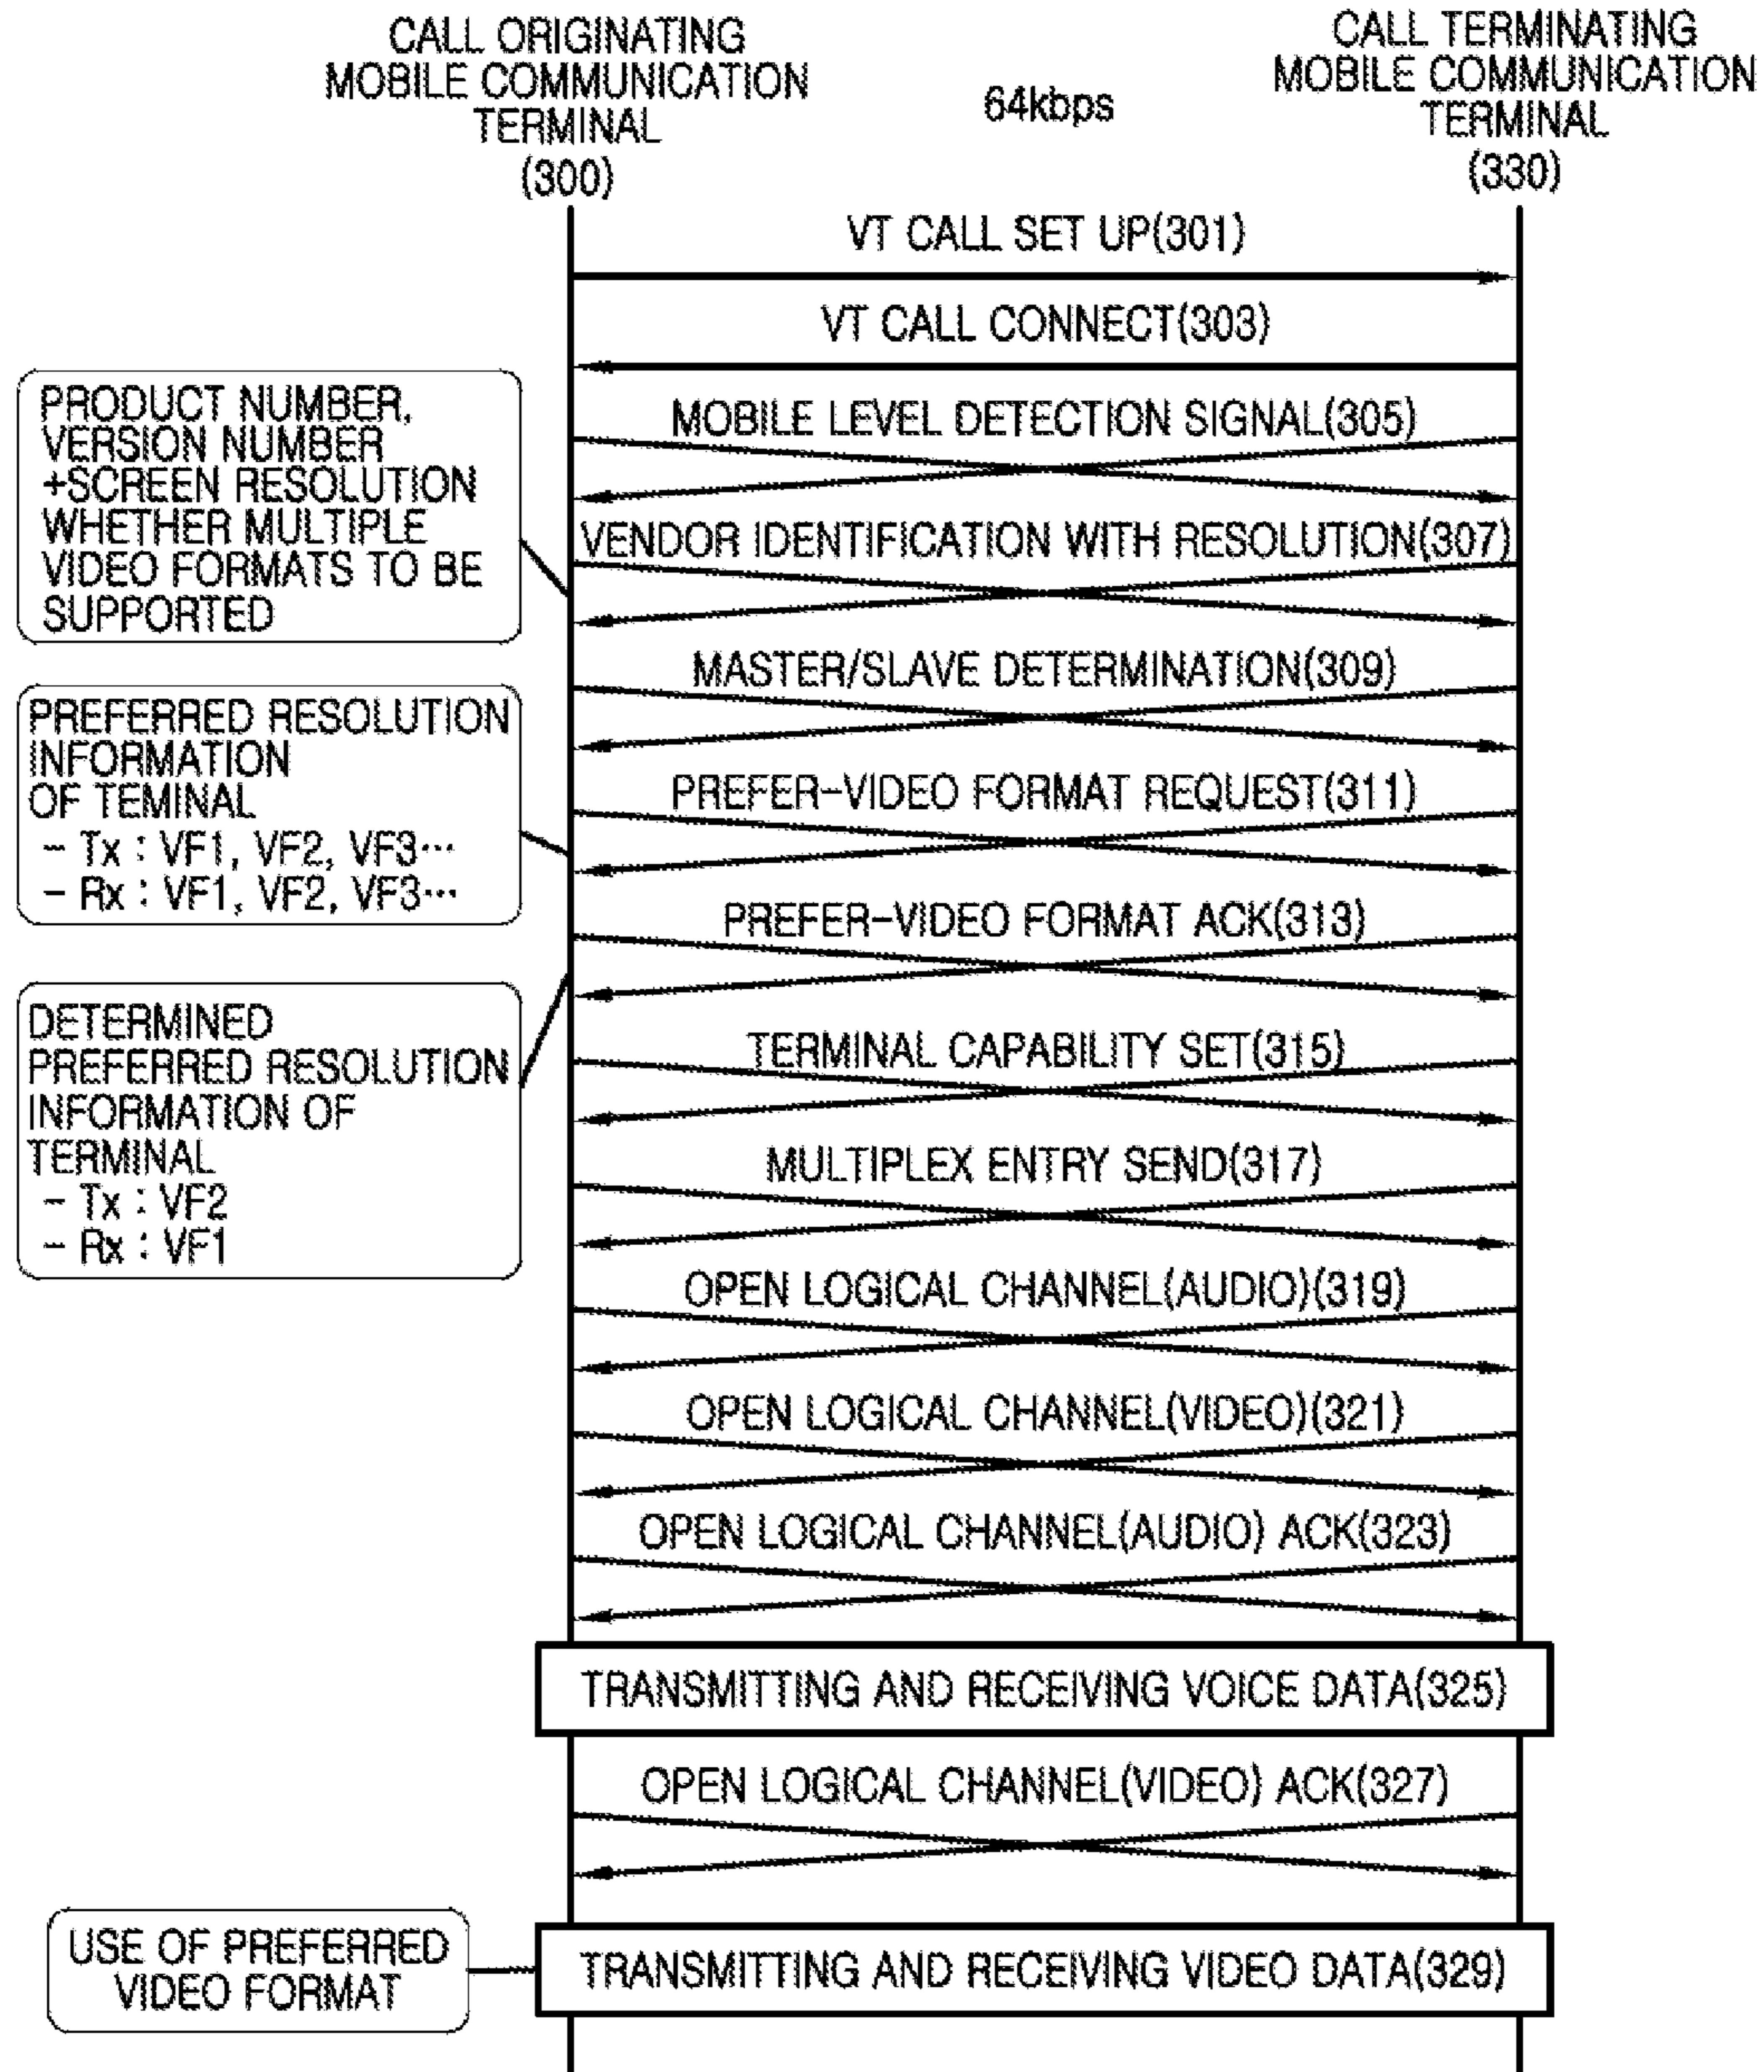 CALL ORIGINATING
MOBILE COMMUNICATION
TERMINAL
(300)
64kbps
CALL TERMINATING
MOBILE COMMUNICATION
TERMINAL
(330)
VT CALL SET UP(301)
VT CALL CONNECT(303)
PRODUCT NUMBER,
VERSION NUMBER
+SCREEN RESOLUTION
WHETHER MULTIPLE
VIDEO FORMATS TO BE
SUPPORTED
MOBILE LEVEL DETECTION SIGNAL(305)
VENDOR IDENTIFICATION WITH RESOLUTION(307)
MASTER/SLAVE DETERMINATION(309)
PREFERRED RESOLUTION
INFORMATION
OF TEMINAL
- Tx : VF1, VF2, VF3···
- Rx : VF1, VF2, VF3···
PREFER-VIDEO FORMAT REQUEST(311)
PREFER-VIDEO FORMAT ACK(313)
DETERMINED
PREFERRED RESOLUTION
INFORMATION OF
TERMINAL
- Tx : VF2
- Rx : VF1
TERMINAL CAPABILITY SET(315)
MULTIPLEX ENTRY SEND(317)
OPEN LOGICAL CHANNEL(AUDIO)(319)
OPEN LOGICAL CHANNEL(VIDEO)(321)
OPEN LOGICAL CHANNEL(AUDIO) ACK(323)
TRANSMITTING AND RECEIVING VOICE DATA(325)
OPEN LOGICAL CHANNEL(VIDEO) ACK(327)
USE OF PREFERRED
VIDEO FORMAT
TRANSMITTING AND RECEIVING VIDEO DATA(329)